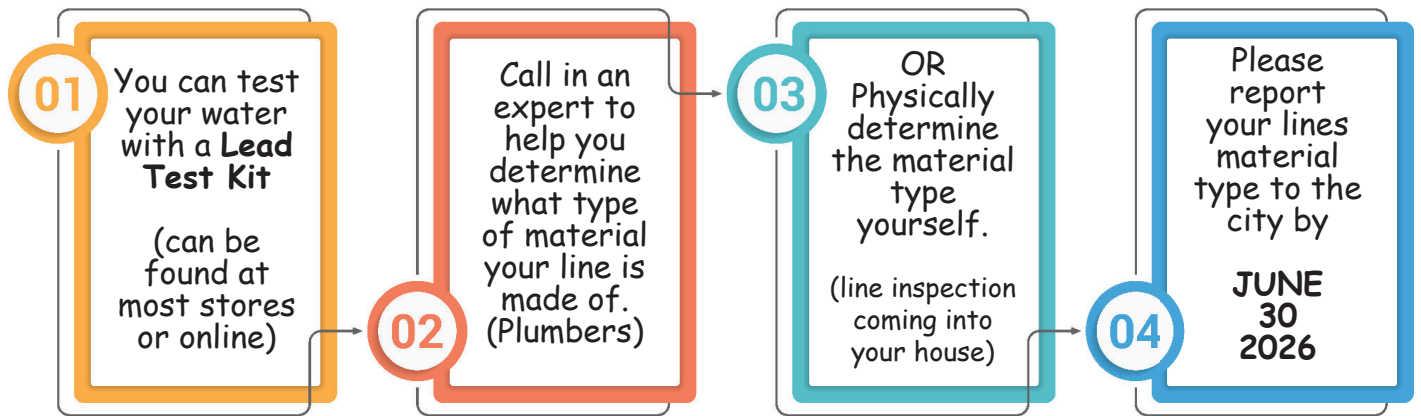 01
You can test
your water
with a Lead
Test Kit
(can be
found at
most stores
or online)
02
Call in an
expert to
help you
determine
what type
of material
your line is
made of.
(Plumbers)
03
OR
Physically
determine
the material
type
yourself.
(line inspection
coming into
your house)
04
Please
report
your lines
material
type to the
city by
JUNE
30
2026